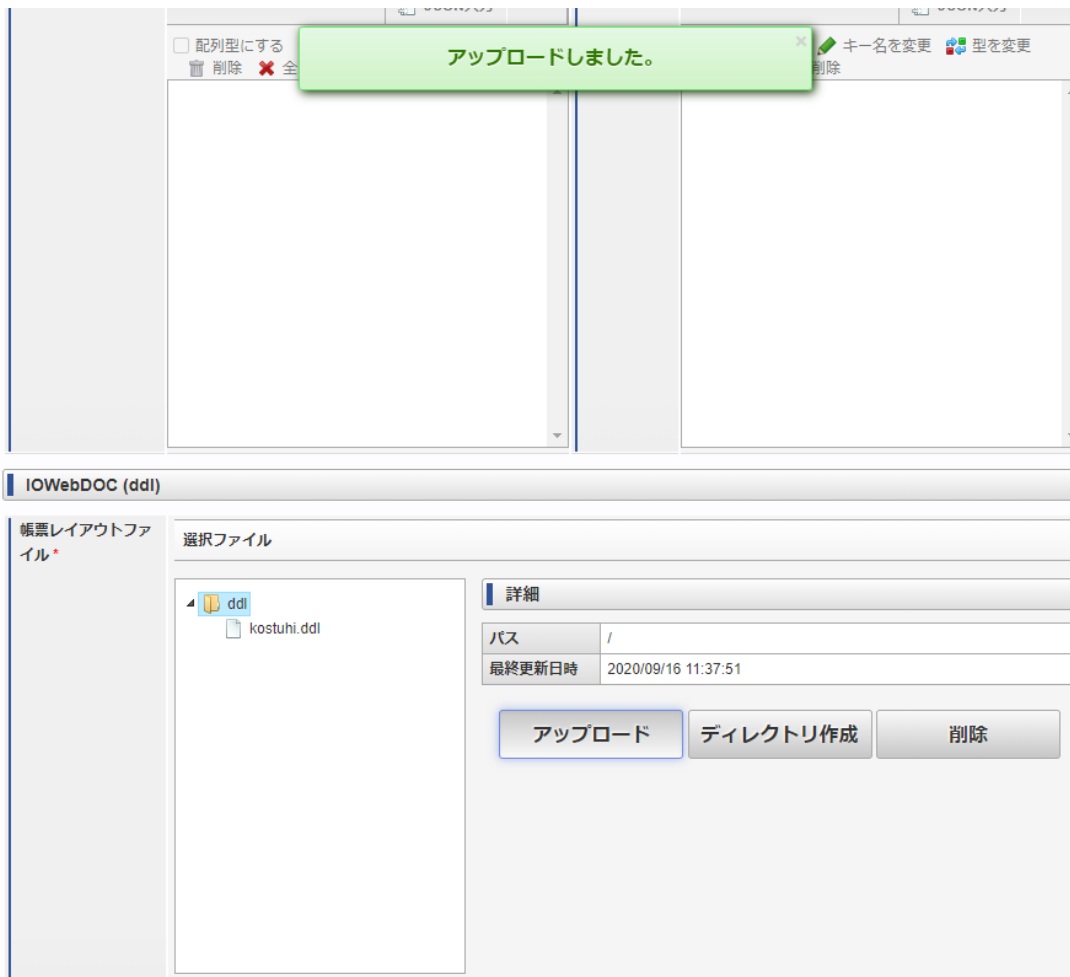 配列型にする
アップロードしました。
×
キー名を変更 型を変更
削除 全
削除
IOWebDOC (ddl)
帳票レイアウトファ
イル *
選択ファイル
ddl
kostuhi.ddl
詳細
パス /
最終更新日時 2020/09/16 11:37:51
アップロード ディレクトリ作成 削除